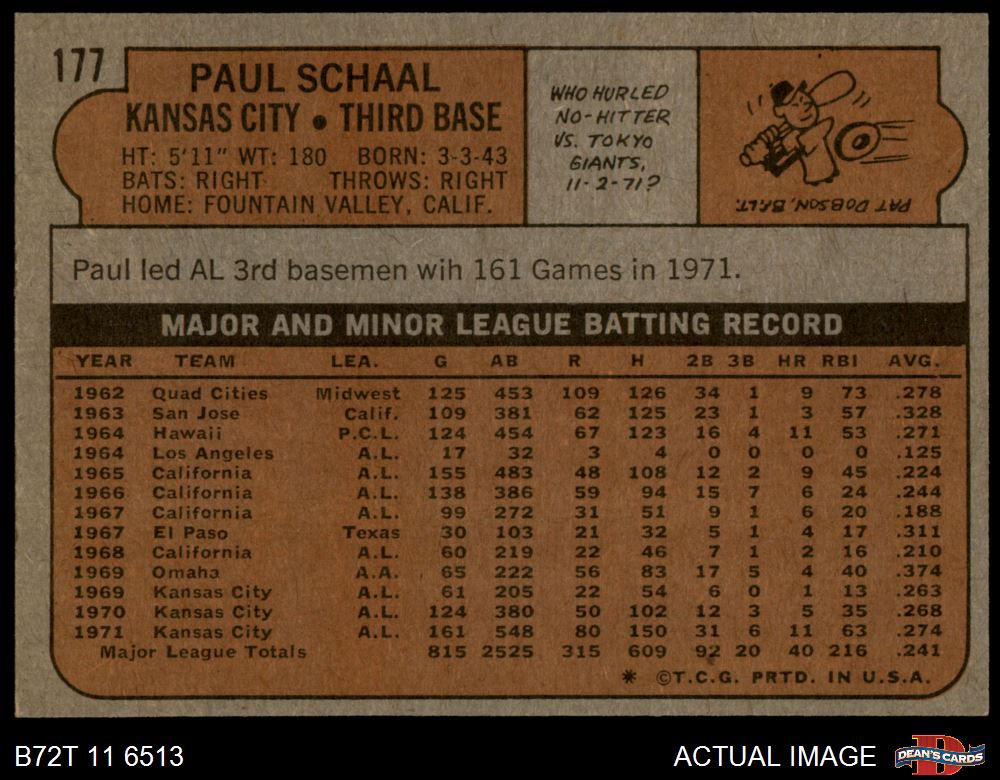 177
PAUL SCHAAL
KANSAS CITY • THIRD BASE
HT: 5'11" WT: 180 BORN: 3-3-43
BATS: RIGHT THROWS: RIGHT
HOME: FOUNTAIN VALLEY, CALIF.
WHO HURLED
NO-HITTER
VS. TOKYO
GIANTS,
11-2-71?
PAT DOBSON, BALT.
Paul led AL 3rd basemen wih 161 Games in 1971.
MAJOR AND MINOR LEAGUE BATTING RECORD
YEAR TEAM LEA. G AB R H 2B 3B HR RBI AVG.
1962 Quad Cities Midwest 125 453 109 126 34 1 9 73 .278
1963 San Jose Calif. 109 381 62 125 23 1 3 57 .328
1964 Hawaii P.C.L. 124 454 67 123 16 4 11 53 .271
1964 Los Angeles A.L. 17 32 3 4 0 0 0 0 .125
1965 California A.L. 155 483 48 108 12 2 9 45 .224
1966 California A.L. 138 386 59 94 15 7 6 24 .244
1967 California A.L. 99 272 31 51 9 1 6 20 .188
1967 El Paso Texas 30 103 21 32 5 1 4 17 .311
1968 California A.L. 60 219 22 46 7 1 2 16 .210
1969 Omaha A.A. 65 222 56 83 17 5 4 40 .374
1969 Kansas City A.L. 61 205 22 54 6 0 1 13 .263
1970 Kansas City A.L. 124 380 50 102 12 3 5 35 .268
1971 Kansas City A.L. 161 548 80 150 31 6 11 63 .274
Major League Totals 815 2525 315 609 92 20 40 216 .241
* ©T.C.G. PRTD. IN U.S.A.
B72T 11 6513
ACTUAL IMAGE
D
DEAN'S CARDS